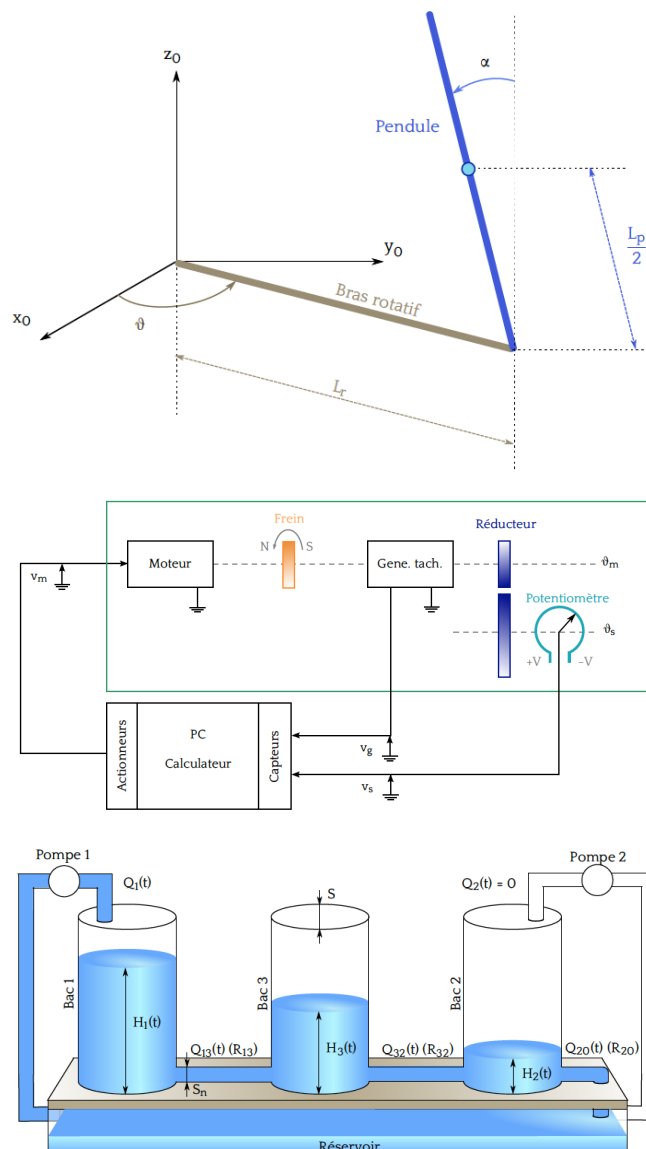 z₀
α
Pendule
y₀
Lₚ
2
Bras rotatif
x₀
ϑ
Lᵣ
Frein
Réducteur
N S
Moteur
Gene. tach.
ϑₘ
vₘ
Potentiomètre
ϑₛ
+V −V
Actionneurs
PC
Calculateur
Capteurs
v_g
vₛ
Pompe 1
Pompe 2
Q₁(t)
S
Q₂(t) = 0
Bac 1
Bac 3
Bac 2
H₁(t)
Q₁₃(t) (R₁₃)
H₃(t)
Q₃₂(t) (R₃₂)
Q₂₀(t) (R₂₀)
H₂(t)
Sₙ
Réservoir